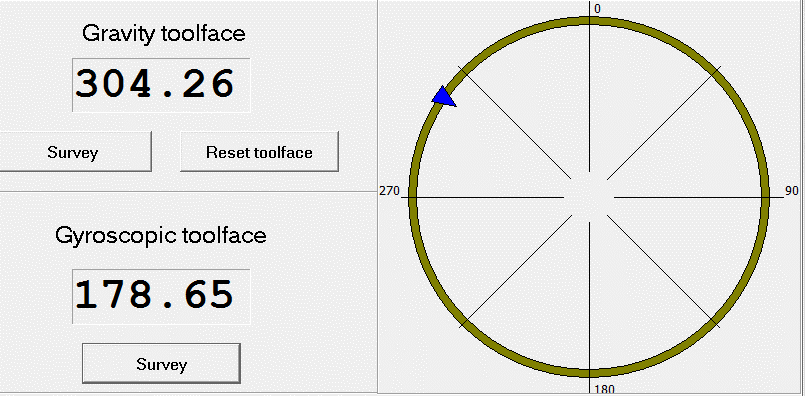 Gravity toolface
304.26
Survey
Reset toolface
Gyroscopic toolface
178.65
Survey
0
270
90
180